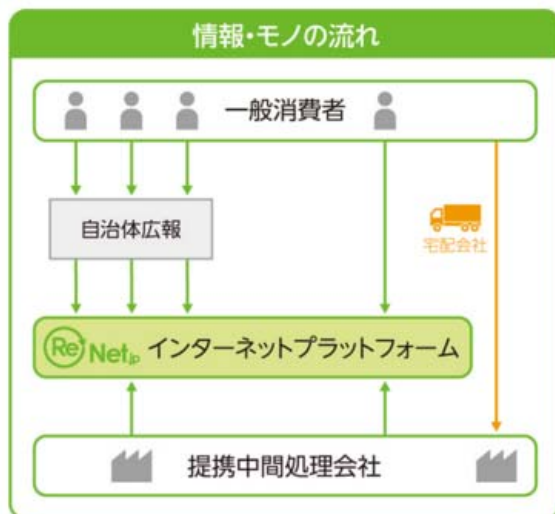 情報・モノの流れ
一般消費者
自治体広報
宅配会社
ReNet.jp インターネットプラットフォーム
提携中間処理会社